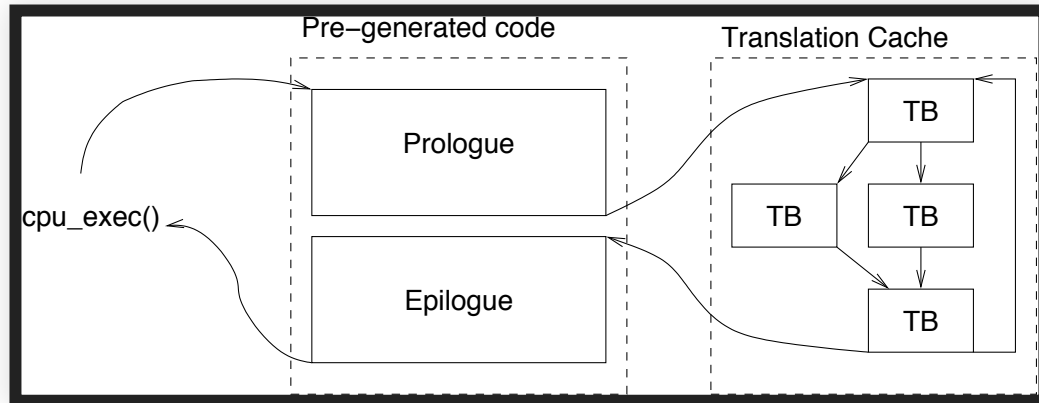 Pre-generated code
Translation Cache
Prologue
TB
cpu_exec()
TB
TB
Epilogue
TB